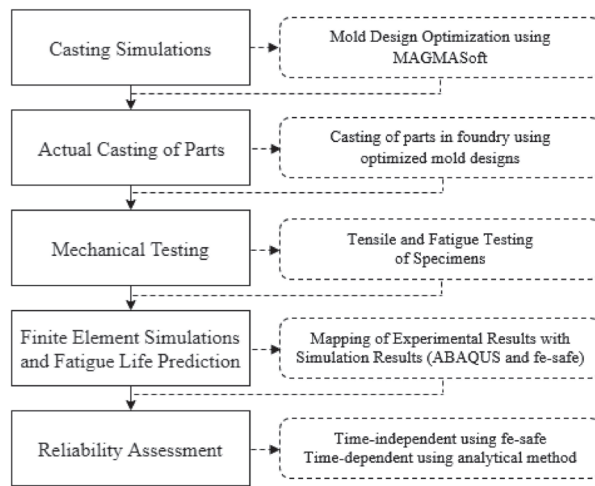 Casting Simulations
Mold Design Optimization using
MAGMASoft
Actual Casting of Parts
Casting of parts in foundry using
optimized mold designs
Mechanical Testing
Tensile and Fatigue Testing
of Specimens
Finite Element Simulations
and Fatigue Life Prediction
Mapping of Experimental Results with
Simulation Results (ABAQUS and fe-safe)
Reliability Assessment
Time-independent using fe-safe
Time-dependent using analytical method